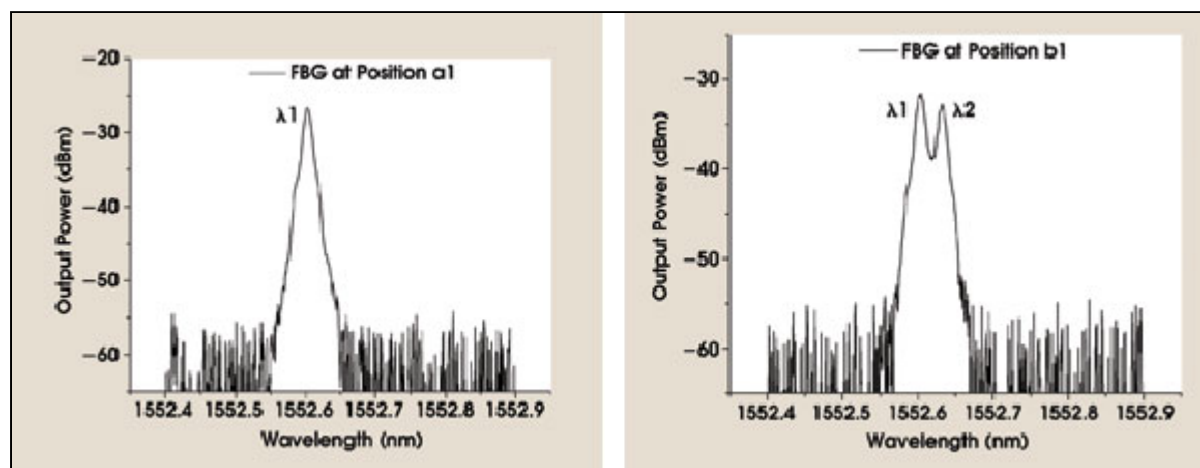 −20
−30
−40
−50
−60
Output Power (dBm)
FBG at Position a1
λ1
1552.4 1552.5 1552.6 1552.7 1552.8 1552.9
Wavelength (nm)
−30
−40
−50
−60
Output Power (dBm)
FBG at Position b1
λ1 λ2
1552.4 1552.5 1552.6 1552.7 1552.8 1552.9
Wavelength (nm)